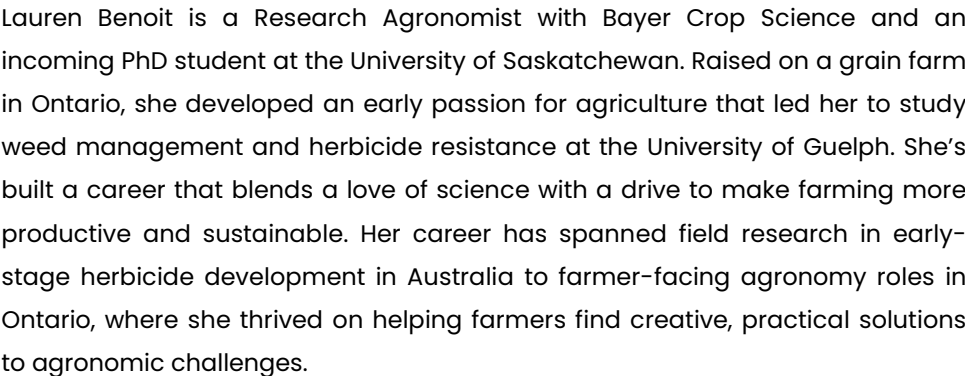 Lauren Benoit is a Research Agronomist with Bayer Crop Science and an
incoming PhD student at the University of Saskatchewan. Raised on a grain farm
in Ontario, she developed an early passion for agriculture that led her to study
weed management and herbicide resistance at the University of Guelph. She’s
built a career that blends a love of science with a drive to make farming more
productive and sustainable. Her career has spanned field research in early-
stage herbicide development in Australia to farmer-facing agronomy roles in
Ontario, where she thrived on helping farmers find creative, practical solutions
to agronomic challenges.